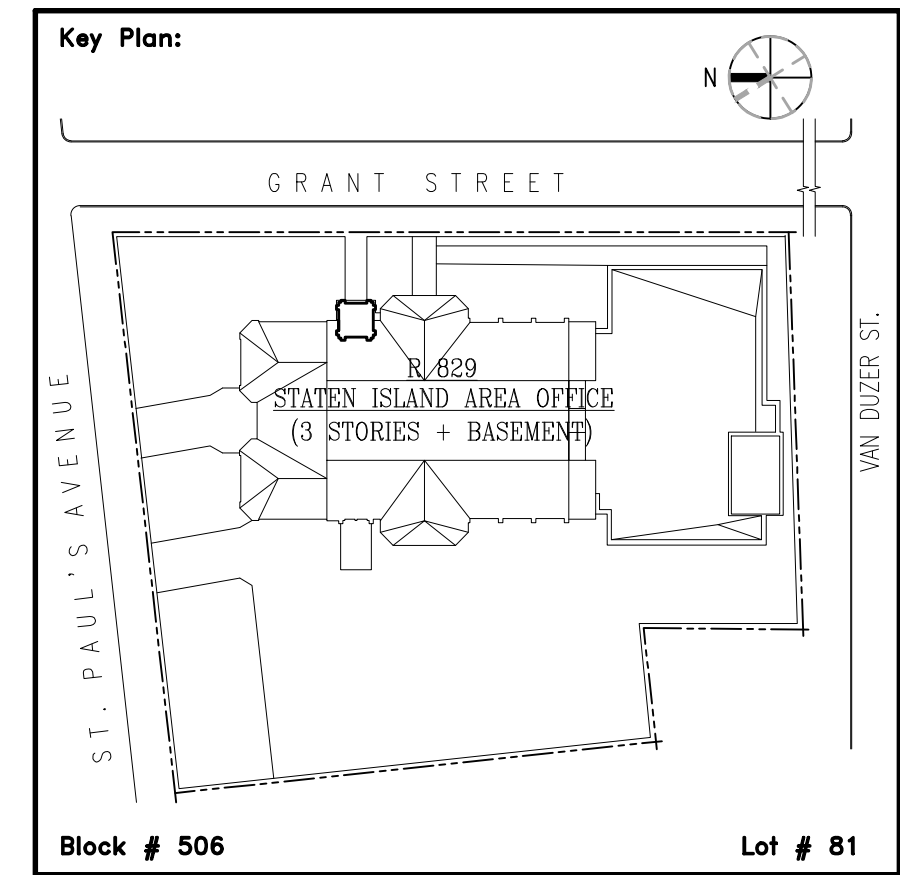 Key Plan:
N
GRANT STREET
R 829
STATEN ISLAND AREA OFFICE
(3 STORIES + BASEMENT)
ST. PAUL'S AVENUE
VAN DUZER ST.
Block # 506
Lot # 81